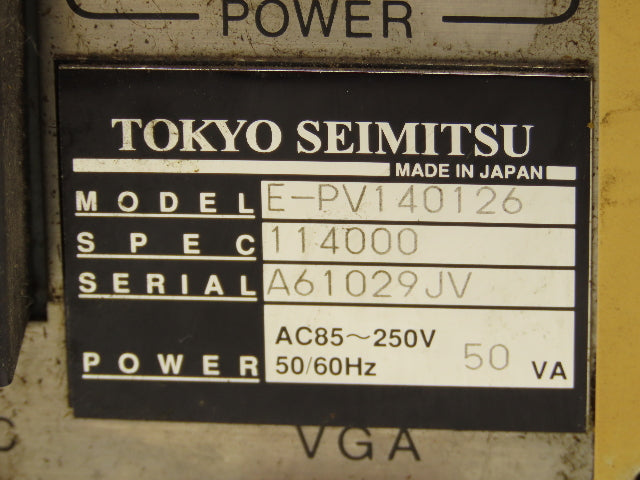 POWER
TOKYO SEIMITSU
MADE IN JAPAN
MODEL E-PV140126
SPEC 114000
SERIAL A61029JV
POWER AC85～250V 50/60Hz 50 VA
C VGA